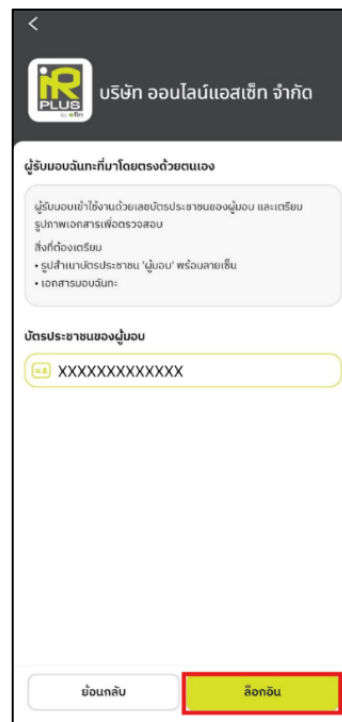 iR
PLUS
by efin
บริษัท ออนไลน์แอสเซ็ท จำกัด
ผู้รับมอบฉันทะที่มาโดยตรงด้วยตนเอง
ผู้รับมอบเข้าใช้งานด้วยเลขบัตรประชาชนของผู้มอบ และเตรียม
รูปภาพเอกสารเพื่อตรวจสอบ
สิ่งที่ต้องเตรียม
• รูปสำเนาบัตรประชาชน 'ผู้มอบ' พร้อมลายเซ็น
• เอกสารมอบฉันทะ
บัตรประชาชนของผู้มอบ
XXXXXXXXXXXXX
ย้อนกลับ
ล็อกอิน